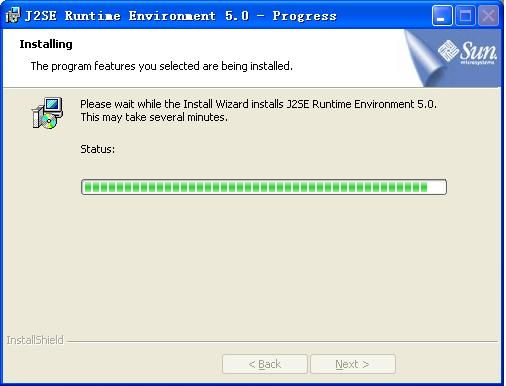 J2SE Runtime Environment 5.0 - Progress
Installing
The program features you selected are being installed.
Sun
microsystems
Please wait while the Install Wizard installs J2SE Runtime Environment 5.0.
This may take several minutes.
Status:
InstallShield
< Back
Next >